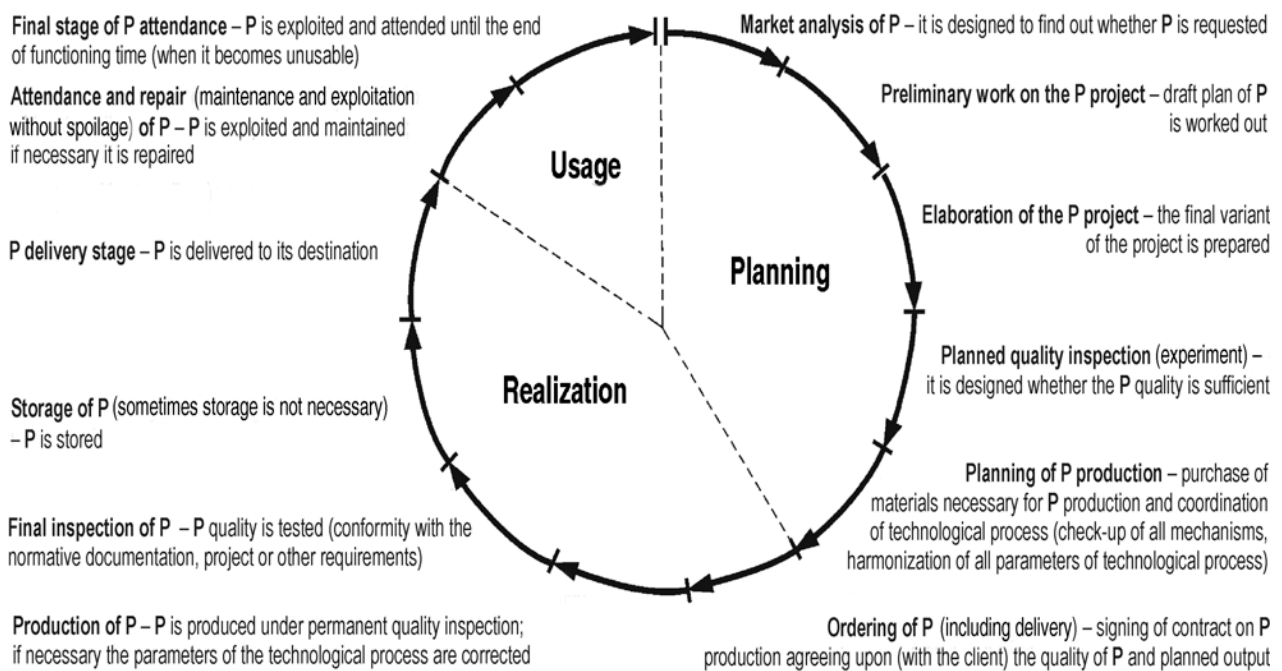 Final stage of P attendance – P is exploited and attended until the end
of functioning time (when it becomes unusable)
Attendance and repair (maintenance and exploitation
without spoilage) of P – P is exploited and maintained
if necessary it is repaired
P delivery stage – P is delivered to its destination
Storage of P (sometimes storage is not necessary)
– P is stored
Final inspection of P – P quality is tested (conformity with the
normative documentation, project or other requirements)
Production of P – P is produced under permanent quality inspection;
if necessary the parameters of the technological process are corrected
Usage
Planning
Realization
Market analysis of P – it is designed to find out whether P is requested
Preliminary work on the P project – draft plan of P
is worked out
Elaboration of the P project – the final variant
of the project is prepared
Planned quality inspection (experiment) –
it is designed whether the P quality is sufficient
Planning of P production – purchase of
materials necessary for P production and coordination
of technological process (check-up of all mechanisms,
harmonization of all parameters of technological process)
Ordering of P (including delivery) – signing of contract on P
production agreeing upon (with the client) the quality of P and planned output